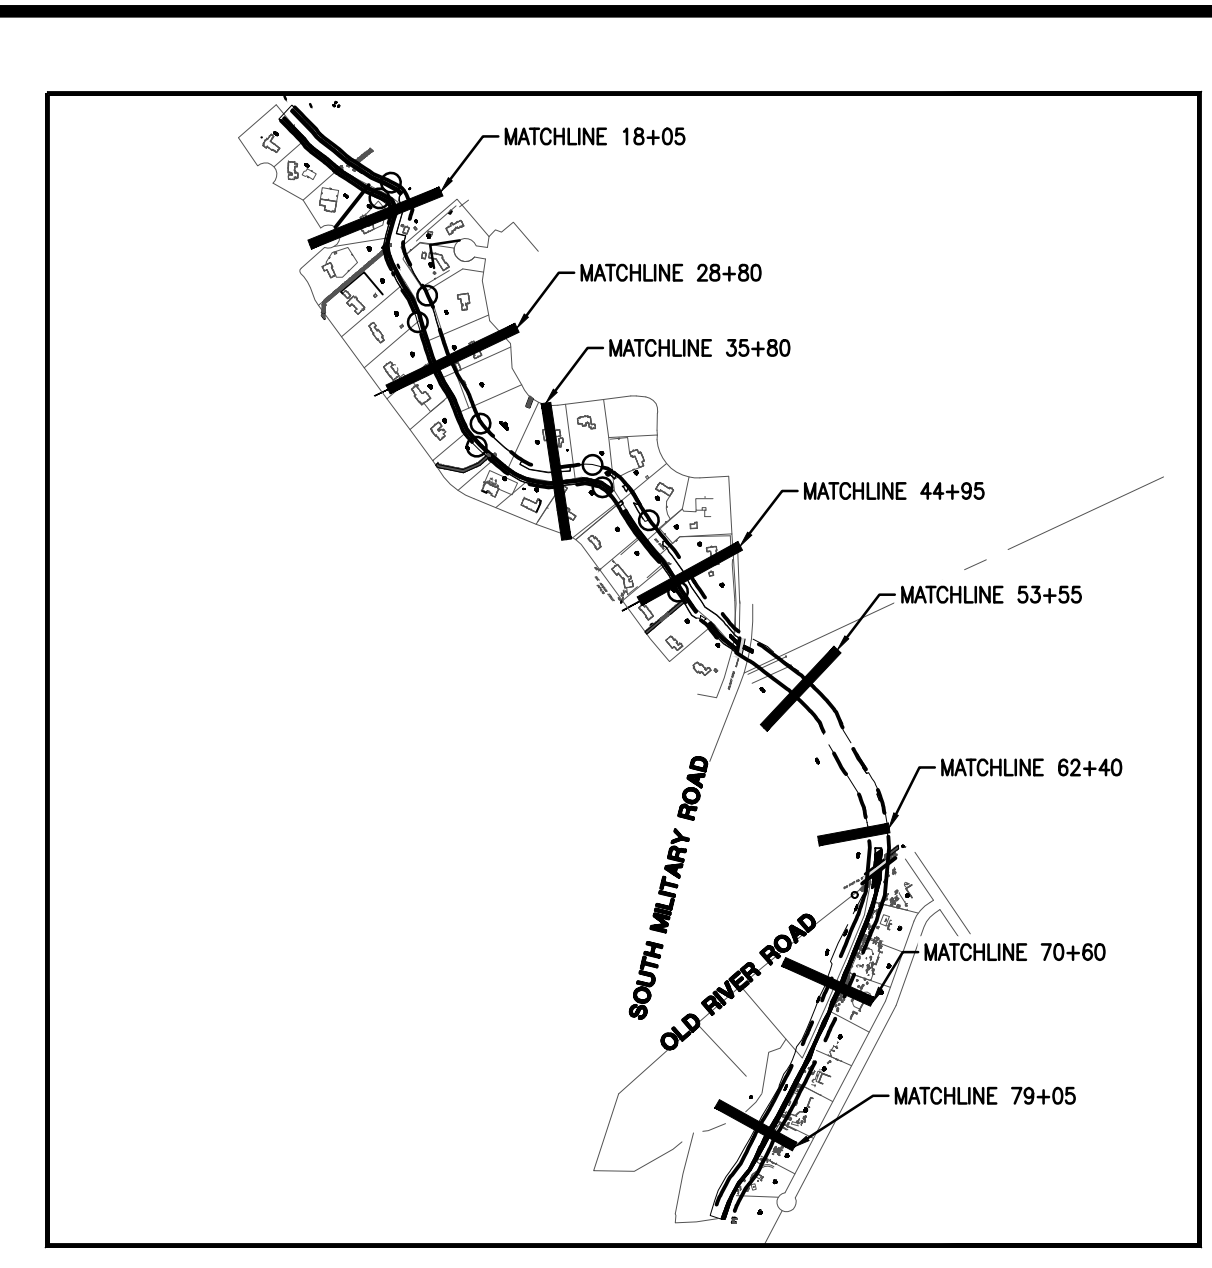 MATCHLINE 18+05
MATCHLINE 28+80
MATCHLINE 35+80
MATCHLINE 44+95
MATCHLINE 53+55
MATCHLINE 62+40
SOUTH MILITARY ROAD
OLD RIVER ROAD
MATCHLINE 70+60
MATCHLINE 79+05